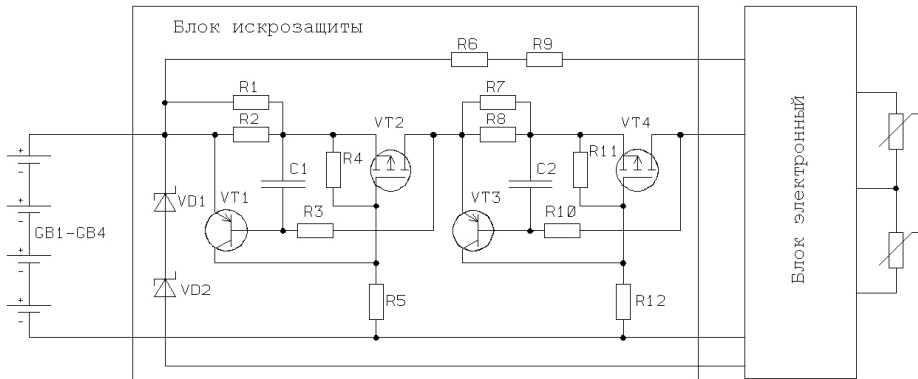 Блок искрозащиты
R6
R9
R1
R7
R2
VT2
R8
VT4
R4
R11
C1
C2
VD1
VT1
R3
VT3
R10
GB1-GB4
VD2
R5
R12
Блок электронный
+
-
+
-
+
-
+
-